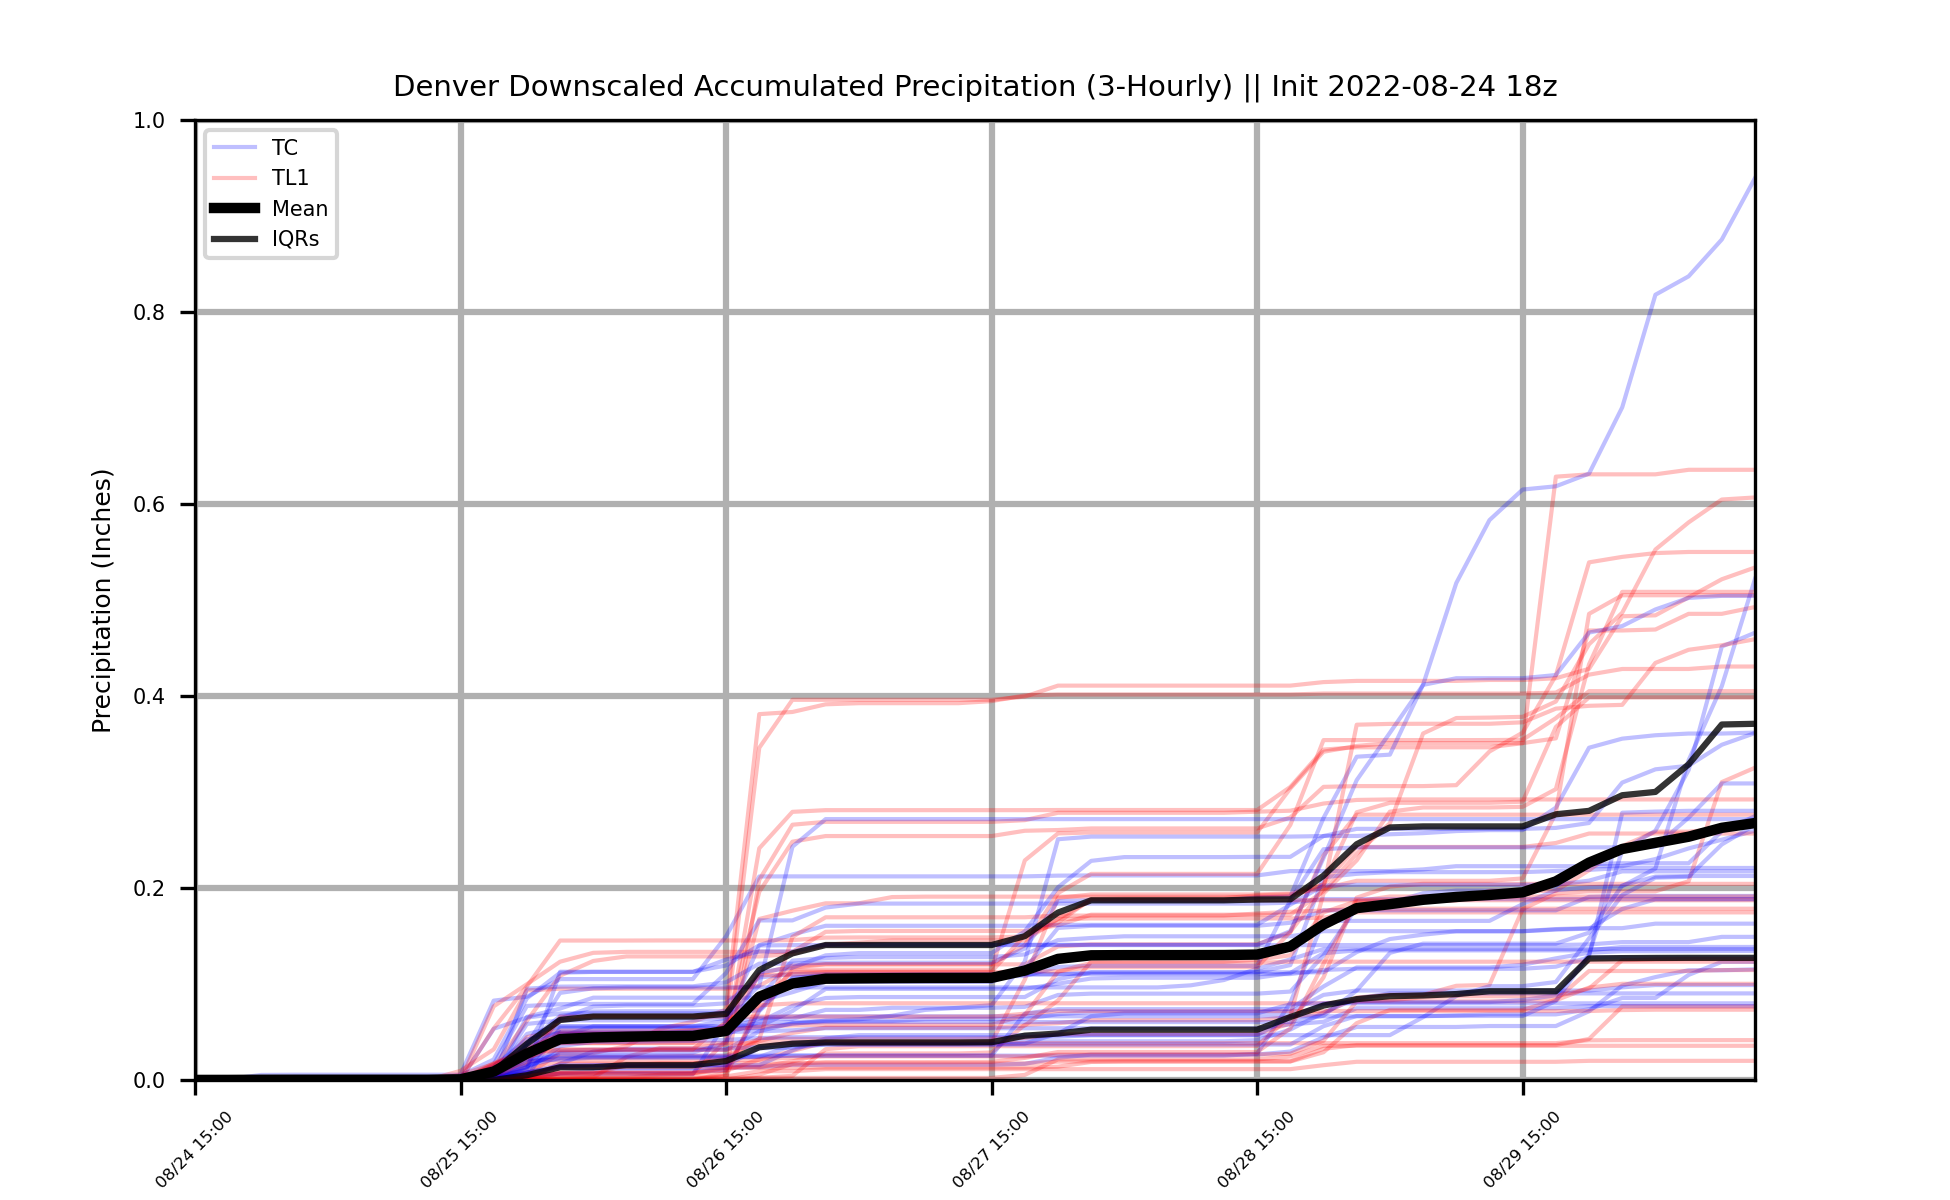 Denver Downscaled Accumulated Precipitation (3-Hourly) || Init 2022-08-24 18z
Precipitation (Inches)
1.0
0.8
0.6
0.4
0.2
0.0
TC
TL1
Mean
IQRs
08/24 15:00
08/25 15:00
08/26 15:00
08/27 15:00
08/28 15:00
08/29 15:00